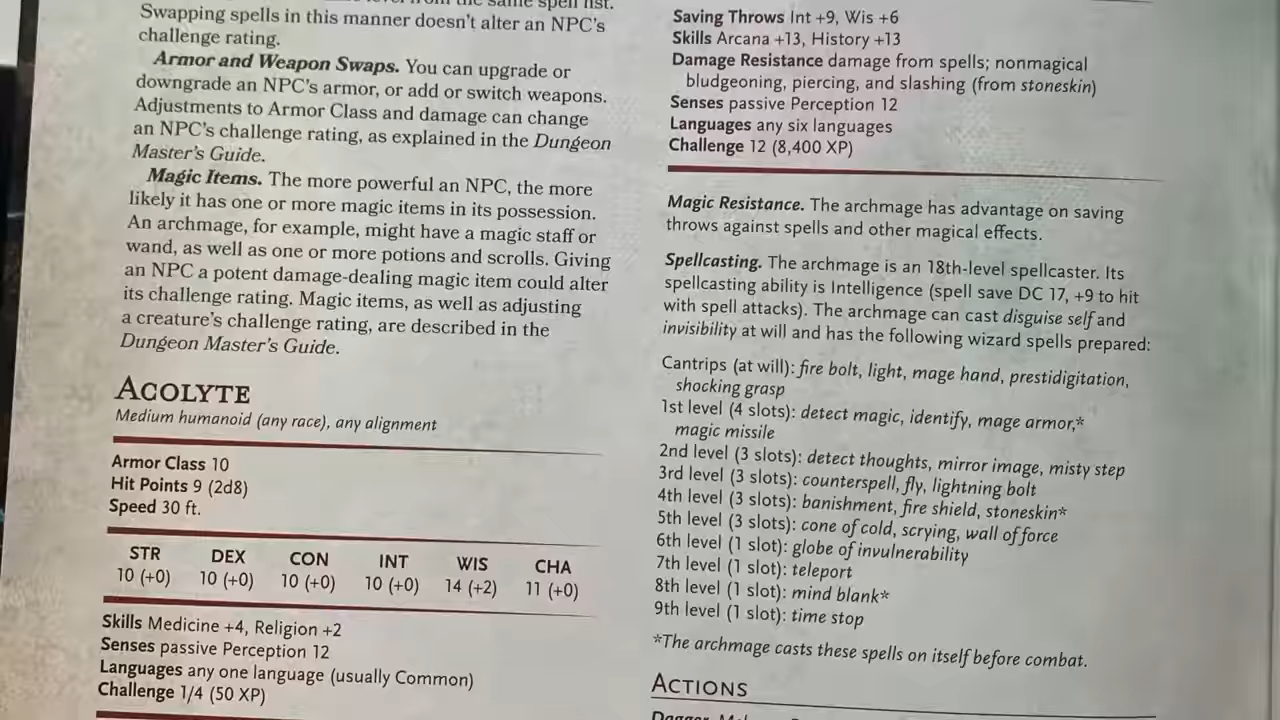 level from the same spell list.
Swapping spells in this manner doesn't alter an NPC's
challenge rating.
Armor and Weapon Swaps. You can upgrade or
downgrade an NPC's armor, or add or switch weapons.
Adjustments to Armor Class and damage can change
an NPC's challenge rating, as explained in the Dungeon
Master's Guide.
Magic Items. The more powerful an NPC, the more
likely it has one or more magic items in its possession.
An archmage, for example, might have a magic staff or
wand, as well as one or more potions and scrolls. Giving
an NPC a potent damage-dealing magic item could alter
its challenge rating. Magic items, as well as adjusting
a creature's challenge rating, are described in the
Dungeon Master's Guide.
ACOLYTE
Medium humanoid (any race), any alignment
Armor Class 10
Hit Points 9 (2d8)
Speed 30 ft.
STR DEX CON INT WIS CHA
10 (+0) 10 (+0) 10 (+0) 10 (+0) 14 (+2) 11 (+0)
Skills Medicine +4, Religion +2
Senses passive Perception 12
Languages any one language (usually Common)
Challenge 1/4 (50 XP)
Saving Throws Int +9, Wis +6
Skills Arcana +13, History +13
Damage Resistance damage from spells; nonmagical
bludgeoning, piercing, and slashing (from stoneskin)
Senses passive Perception 12
Languages any six languages
Challenge 12 (8,400 XP)
Magic Resistance. The archmage has advantage on saving
throws against spells and other magical effects.
Spellcasting. The archmage is an 18th-level spellcaster. Its
spellcasting ability is Intelligence (spell save DC 17, +9 to hit
with spell attacks). The archmage can cast disguise self and
invisibility at will and has the following wizard spells prepared:
Cantrips (at will): fire bolt, light, mage hand, prestidigitation,
shocking grasp
1st level (4 slots): detect magic, identify, mage armor,*
magic missile
2nd level (3 slots): detect thoughts, mirror image, misty step
3rd level (3 slots): counterspell, fly, lightning bolt
4th level (3 slots): banishment, fire shield, stoneskin*
5th level (3 slots): cone of cold, scrying, wall of force
6th level (1 slot): globe of invulnerability
7th level (1 slot): teleport
8th level (1 slot): mind blank*
9th level (1 slot): time stop
*The archmage casts these spells on itself before combat.
ACTIONS
Dagger.